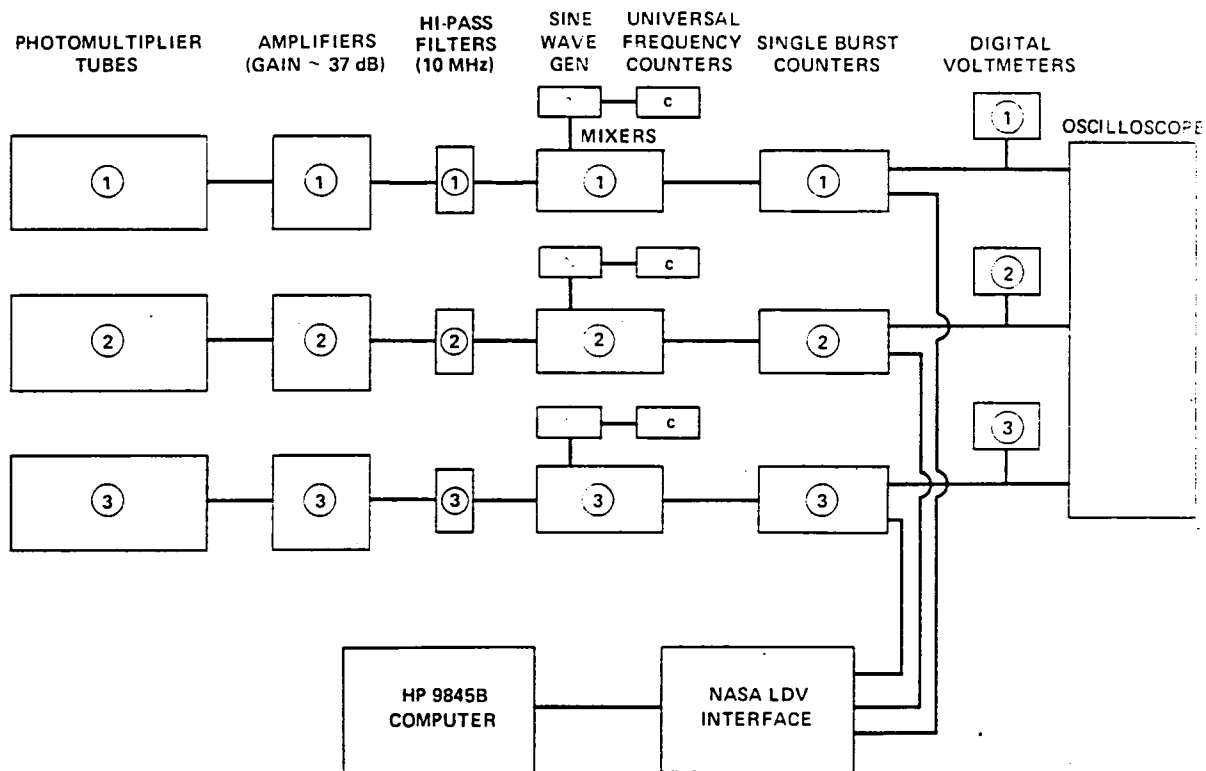 PHOTOMULTIPLIER
TUBES
AMPLIFIERS
(GAIN ~ 37 dB)
HI-PASS
FILTERS
(10 MHz)
SINE
WAVE
GEN
UNIVERSAL
FREQUENCY
COUNTERS
SINGLE BURST
COUNTERS
DIGITAL
VOLTMETERS
OSCILLOSCOPE
C
MIXERS
1
1
1
1
1
1
C
2
2
2
2
2
2
C
3
3
3
3
3
3
HP 9845B
COMPUTER
NASA LDV
INTERFACE